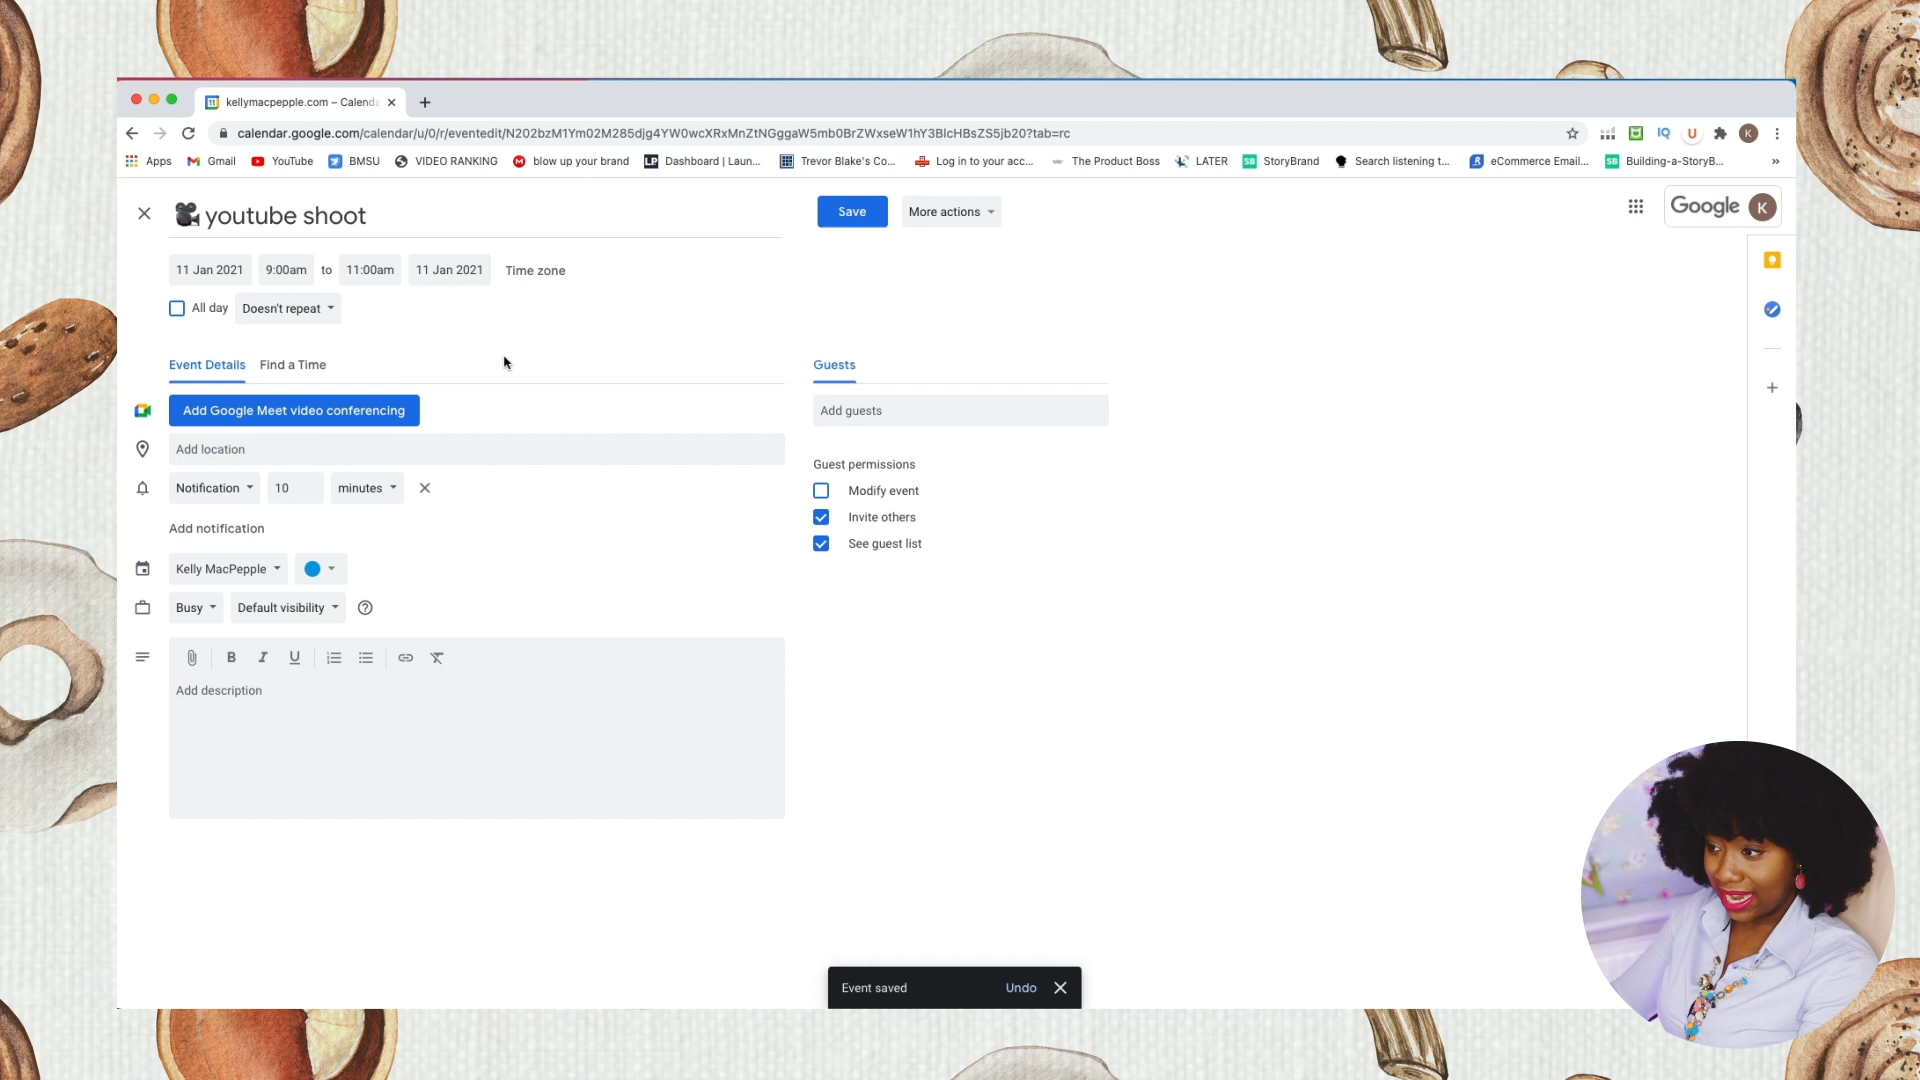 kellymacpepple.com – Calenda
calendar.google.com/calendar/u/0/r/eventedit/N202bzM1Ym02M285djg4YW0wcXRxMnZtNGggaW5mb0BrZWxseW1hY3BlcHBsZS5jb20?tab=rc
Apps Gmail YouTube BMSU VIDEO RANKING blow up your brand LP Dashboard | Laun... Trevor Blake's Co... Log in to your acc... The Product Boss LATER SB StoryBrand Search listening t... eCommerce Email... SB Building-a-StoryB... »
youtube shoot Save More actions Google K
11 Jan 2021 9:00am to 11:00am 11 Jan 2021 Time zone
All day Doesn't repeat
Event Details Find a Time Guests
Add Google Meet video conferencing Add guests
Add location
Guest permissions
Notification 10 minutes Modify event
Invite others
Add notification
See guest list
Kelly MacPepple
Busy Default visibility
B I U
Add description
Event saved Undo